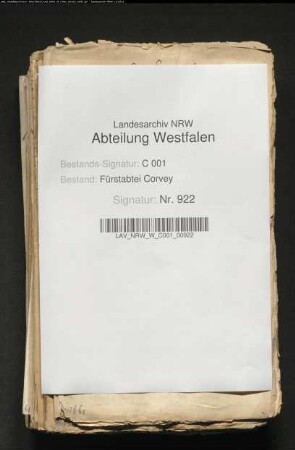 Landesarchiv NRW
Abteilung Westfalen
Bestands-Signatur: C 001
Bestand: Fürstabtei Corvey
Signatur: Nr. 922
LAV_NRW_W_C001_00922